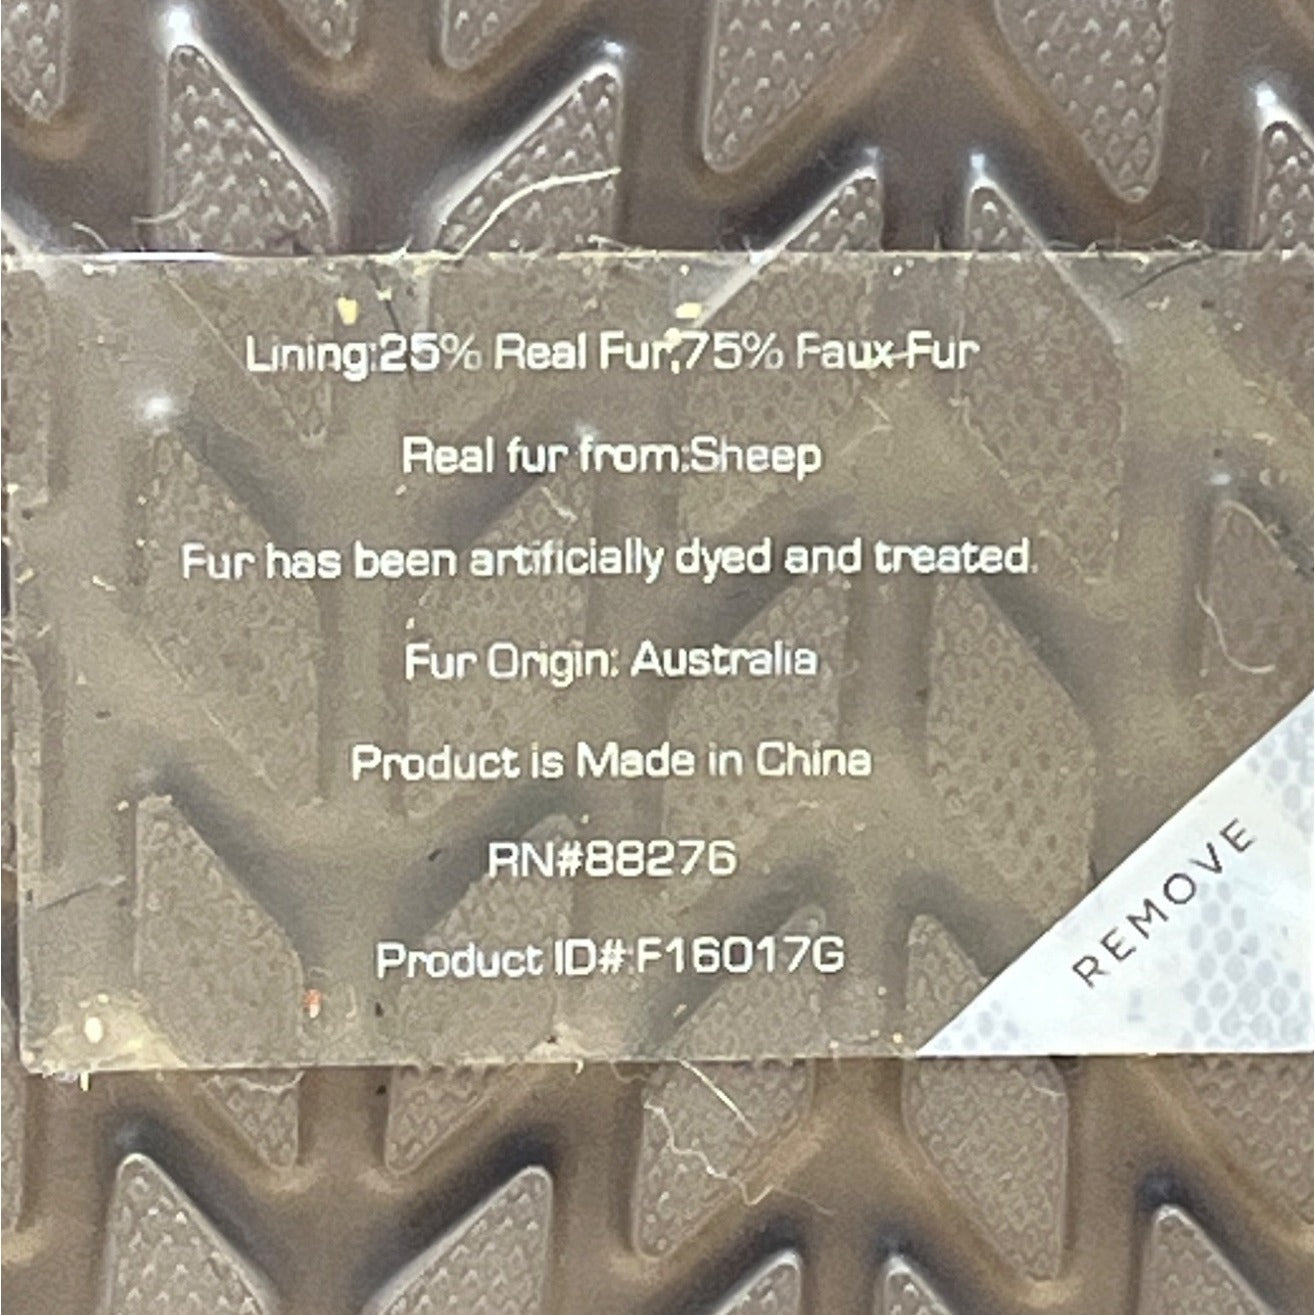 Lining:25% Real Fur,75% Faux Fur
Real fur from:Sheep
Fur has been artificially dyed and treated.
Fur Origin: Australia
Product is Made in China
RN#88276
Product ID#:F16017G
REMOVE